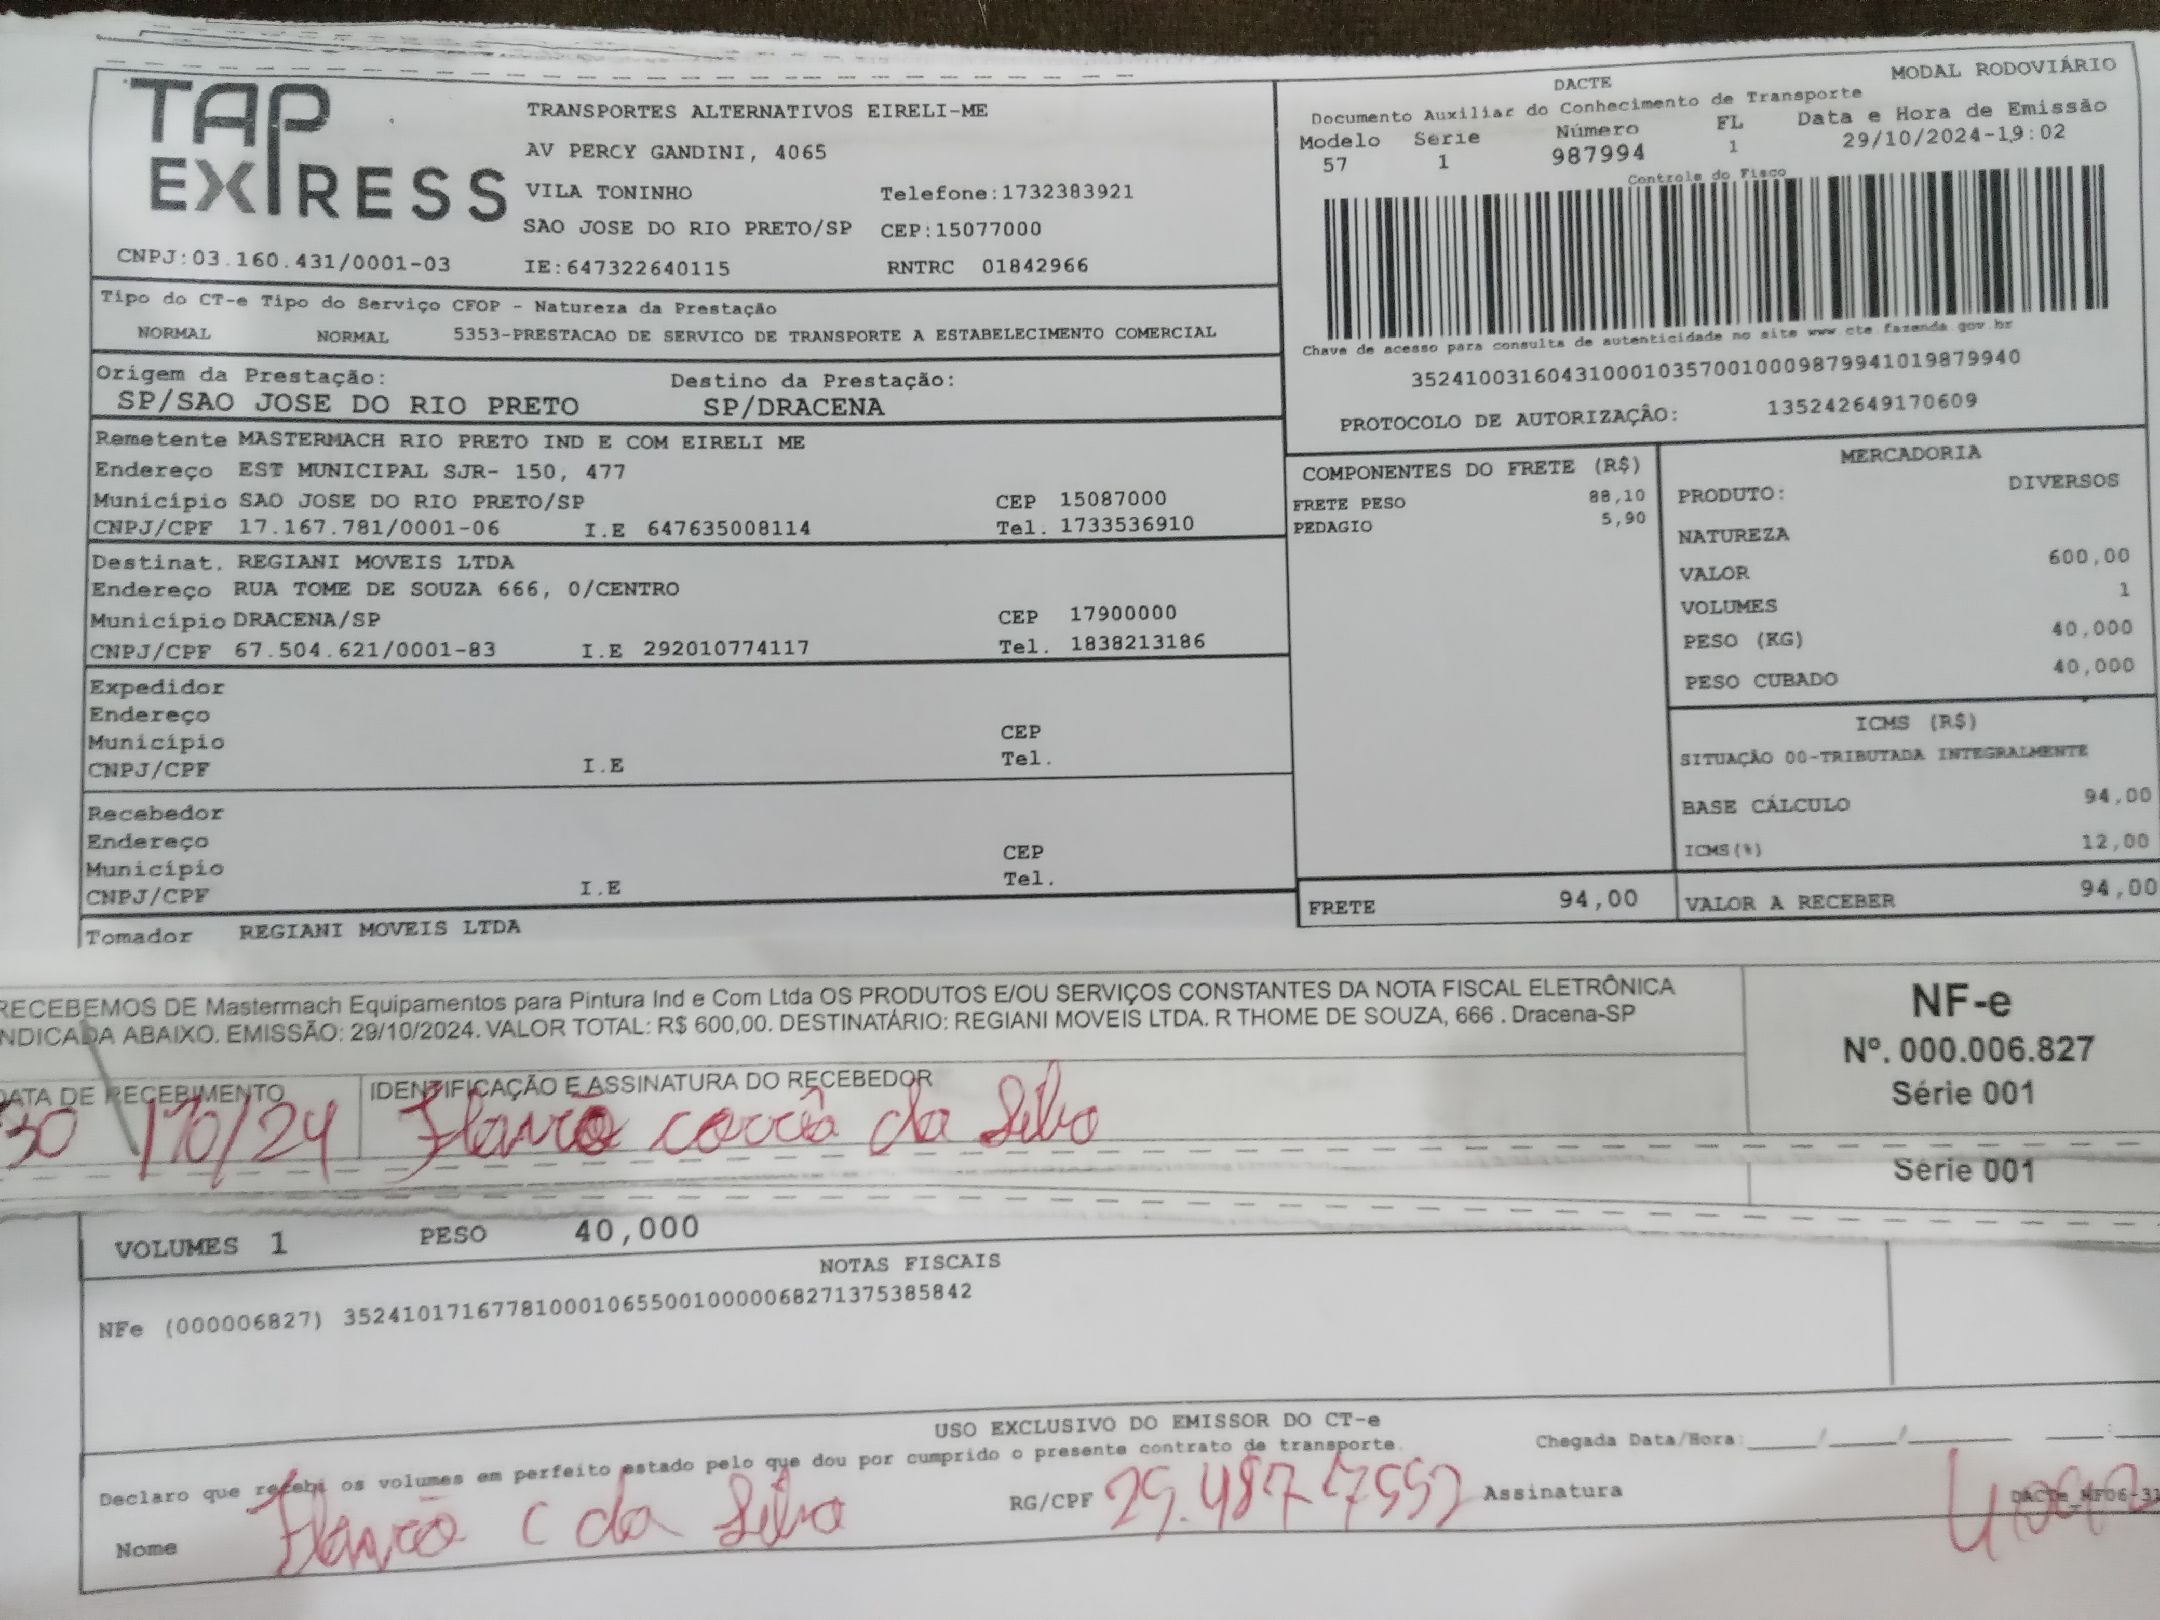 TAP EXPRESS
TRANSPORTES ALTERNATIVOS EIRELI-ME
AV PERCY GANDINI, 4065
VILA TONINHO Telefone:1732383921
SAO JOSE DO RIO PRETO/SP CEP:15077000
CNPJ:03.160.431/0001-03 IE:647322640115 RNTRC 01842966
DACTE MODAL RODOVIÁRIO
Documento Auxiliar do Conhecimento de Transporte
Modelo Serie Número FL Data e Hora de Emissão
57 1 987994 1 29/10/2024-19:02
Controle do Fisco
Chave de acesso para consulta de autenticidade no site www.cte.fazenda.gov.br
35241003160431000103570010009879941019879940
PROTOCOLO DE AUTORIZAÇÃO: 135242649170609
Tipo do CT-e Tipo do Serviço CFOP - Natureza da Prestação
NORMAL NORMAL 5353-PRESTACAO DE SERVICO DE TRANSPORTE A ESTABELECIMENTO COMERCIAL
Origem da Prestação: Destino da Prestação:
SP/SAO JOSE DO RIO PRETO SP/DRACENA
Remetente MASTERMACH RIO PRETO IND E COM EIRELI ME
Endereço EST MUNICIPAL SJR- 150, 477
Município SAO JOSE DO RIO PRETO/SP CEP 15087000
CNPJ/CPF 17.167.781/0001-06 I.E 647635008114 Tel. 1733536910
Destinat. REGIANI MOVEIS LTDA
Endereço RUA TOME DE SOUZA 666, 0/CENTRO
Município DRACENA/SP CEP 17900000
CNPJ/CPF 67.504.621/0001-83 I.E 292010774117 Tel. 1838213186
Expedidor
Endereço
Município CEP
CNPJ/CPF I.E Tel.
Recebedor
Endereço
Município CEP
CNPJ/CPF I.E Tel.
Tomador REGIANI MOVEIS LTDA
COMPONENTES DO FRETE (R$)
FRETE PESO 88,10
PEDAGIO 5,90
FRETE 94,00
MERCADORIA
PRODUTO: DIVERSOS
NATUREZA
VALOR 600,00
VOLUMES 1
PESO (KG) 40,000
PESO CUBADO 40,000
ICMS (R$)
SITUAÇÃO 00-TRIBUTADA INTEGRALMENTE
BASE CÁLCULO 94,00
ICMS(%) 12,00
VALOR A RECEBER 94,00
RECEBEMOS DE Mastermach Equipamentos para Pintura Ind e Com Ltda OS PRODUTOS E/OU SERVIÇOS CONSTANTES DA NOTA FISCAL ELETRÔNICA
INDICADA ABAIXO. EMISSÃO: 29/10/2024. VALOR TOTAL: R$ 600,00. DESTINATÁRIO: REGIANI MOVEIS LTDA. R THOME DE SOUZA, 666 . Dracena-SP
NF-e
Nº. 000.006.827
Série 001
DATA DE RECEBIMENTO IDENTIFICAÇÃO E ASSINATURA DO RECEBEDOR
30/10/24 Flavio corrêa da Silva
Série 001
VOLUMES 1 PESO 40,000
NOTAS FISCAIS
NFe (000006827) 35241017167781000106550010000068271375385842
USO EXCLUSIVO DO EMISSOR DO CT-e
Declaro que recebi os volumes em perfeito estado pelo que dou por cumprido o presente contrato de transporte. Chegada Data/Hora:____/____/____ __:
Nome Flavio C da Silva RG/CPF Assinatura